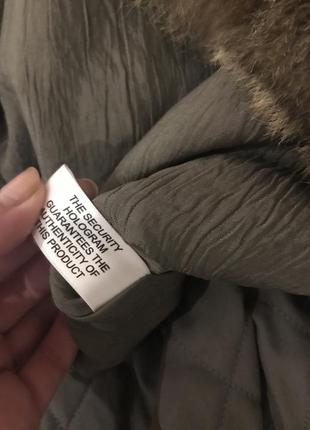 THE SECURITY
HOLOGRAM
GUARANTEES THE
AUTHENTICITY OF
THIS PRODUCT